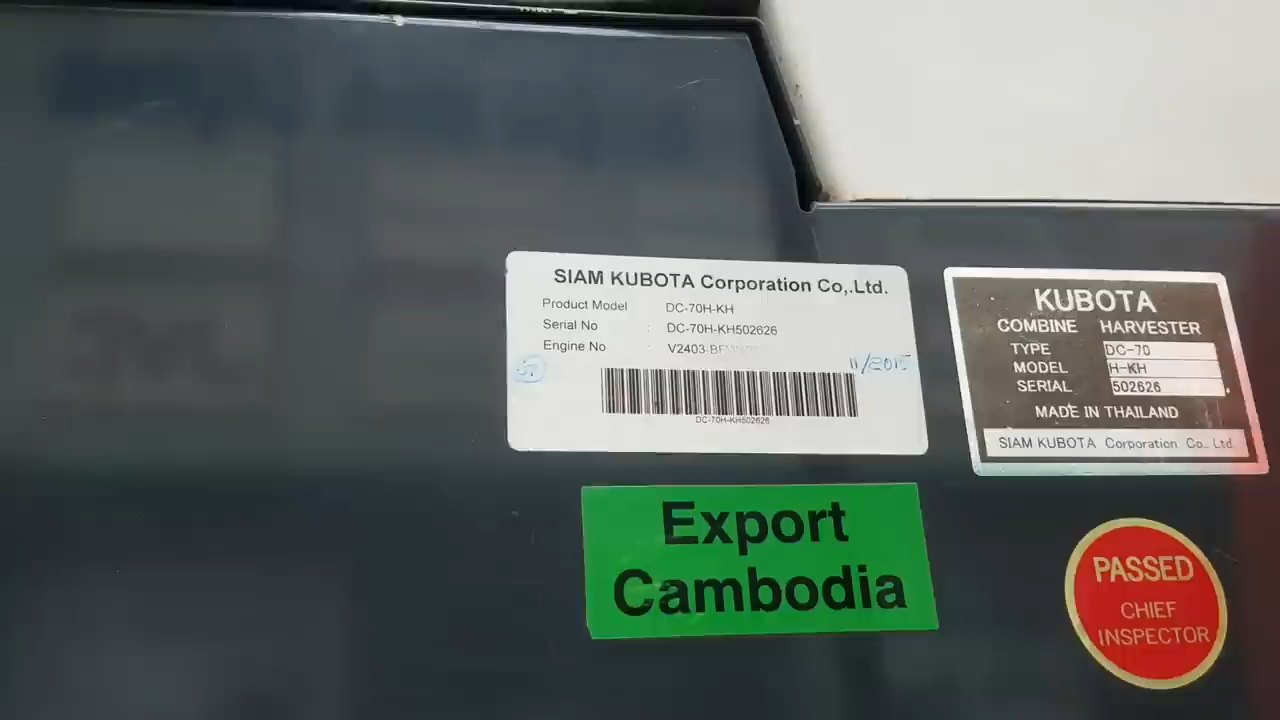 SIAM KUBOTA Corporation Co,.Ltd.
Product Model DC-70H-KH
Serial No : DC-70H-KH502626
Engine No : V2403-
11/2015
DC-70H-KH502626
Export
Cambodia
KUBOTA
COMBINE HARVESTER
TYPE DC-70
MODEL H-KH
SERIAL 502626
MADE IN THAILAND
SIAM KUBOTA Corporation Co., Ltd
PASSED
CHIEF
INSPECTOR